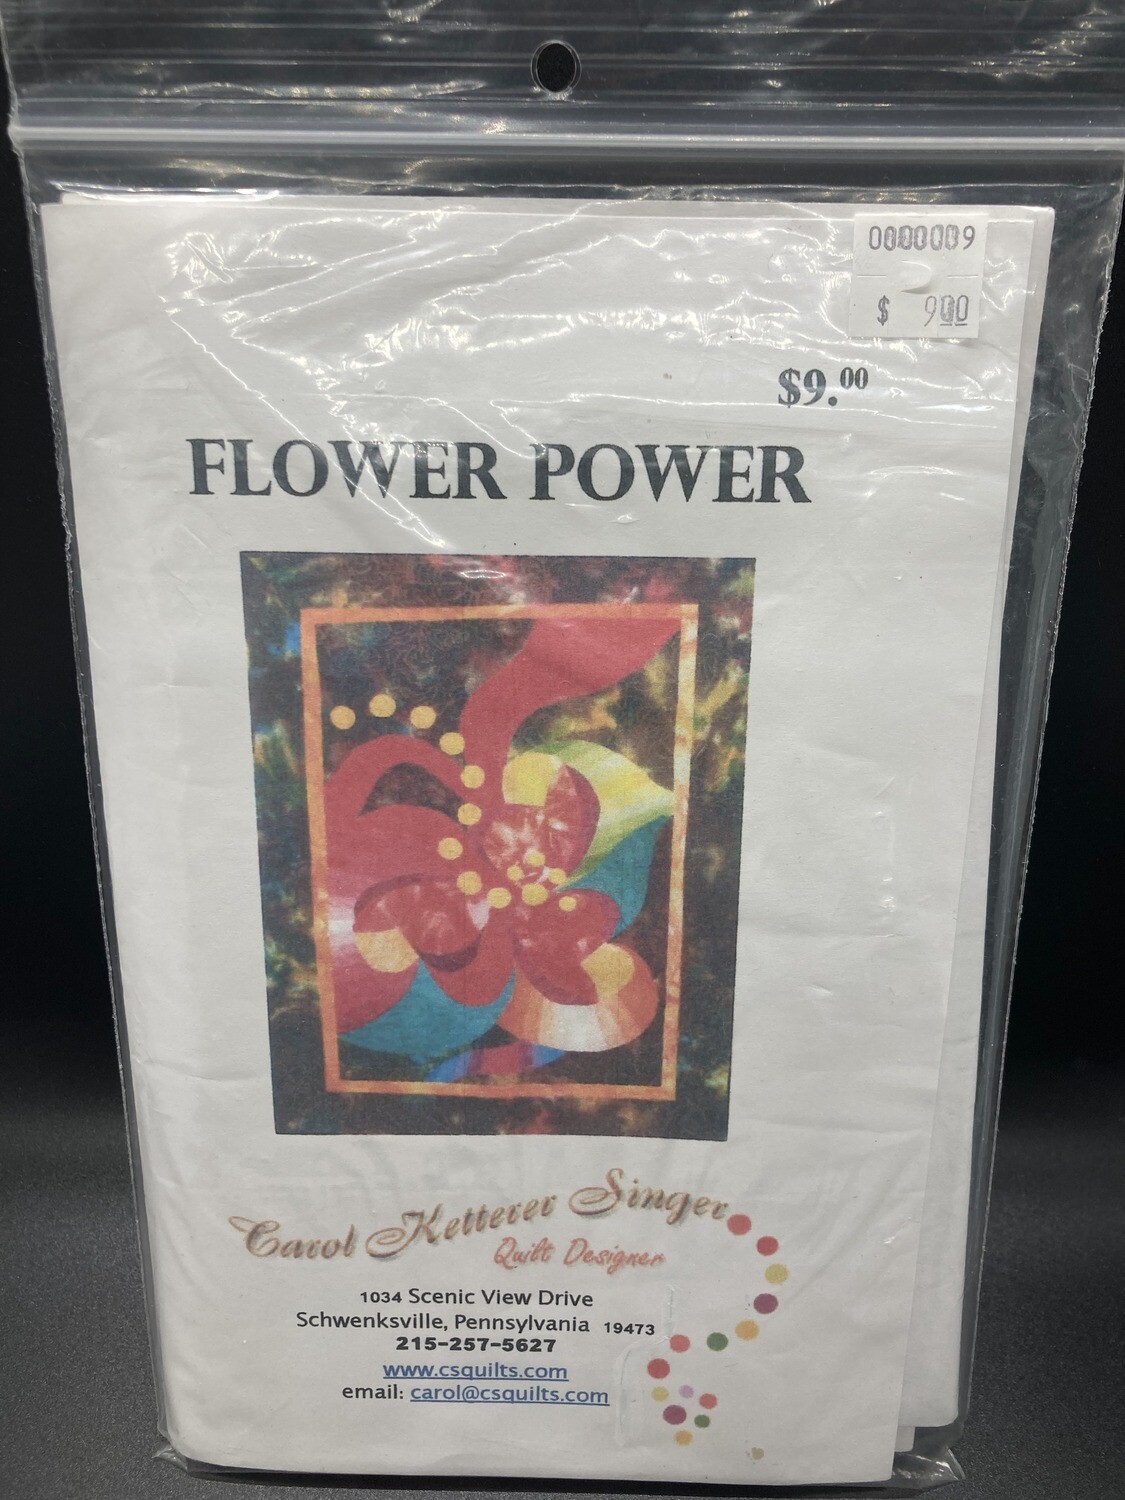 0000009
$ 900
$9.00
FLOWER POWER
Carol Ketterer Singer
Quilt Designer
1034 Scenic View Drive
Schwenksville, Pennsylvania 19473
215-257-5627
www.csquilts.com
email: carol@csquilts.com